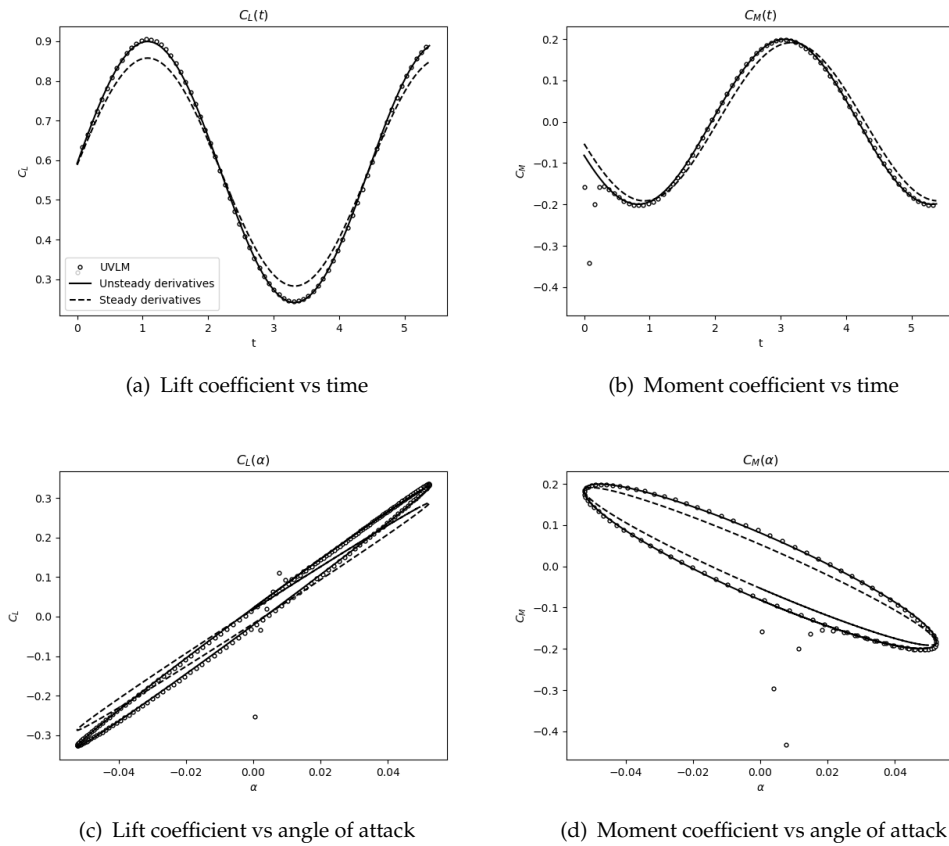 C_L(t)
0.9
0.8
0.7
0.6
0.5
0.4
0.3
C_L
UVLM
Unsteady derivatives
Steady derivatives
0 1 2 3 4 5
t
(a) Lift coefficient vs time
C_M(t)
0.2
0.1
0.0
−0.1
−0.2
−0.3
−0.4
C_M
0 1 2 3 4 5
t
(b) Moment coefficient vs time
C_L(α)
0.3
0.2
0.1
0.0
−0.1
−0.2
−0.3
C_L
−0.04 −0.02 0.00 0.02 0.04
α
(c) Lift coefficient vs angle of attack
C_M(α)
0.2
0.1
0.0
−0.1
−0.2
−0.3
−0.4
C_M
−0.04 −0.02 0.00 0.02 0.04
α
(d) Moment coefficient vs angle of attack